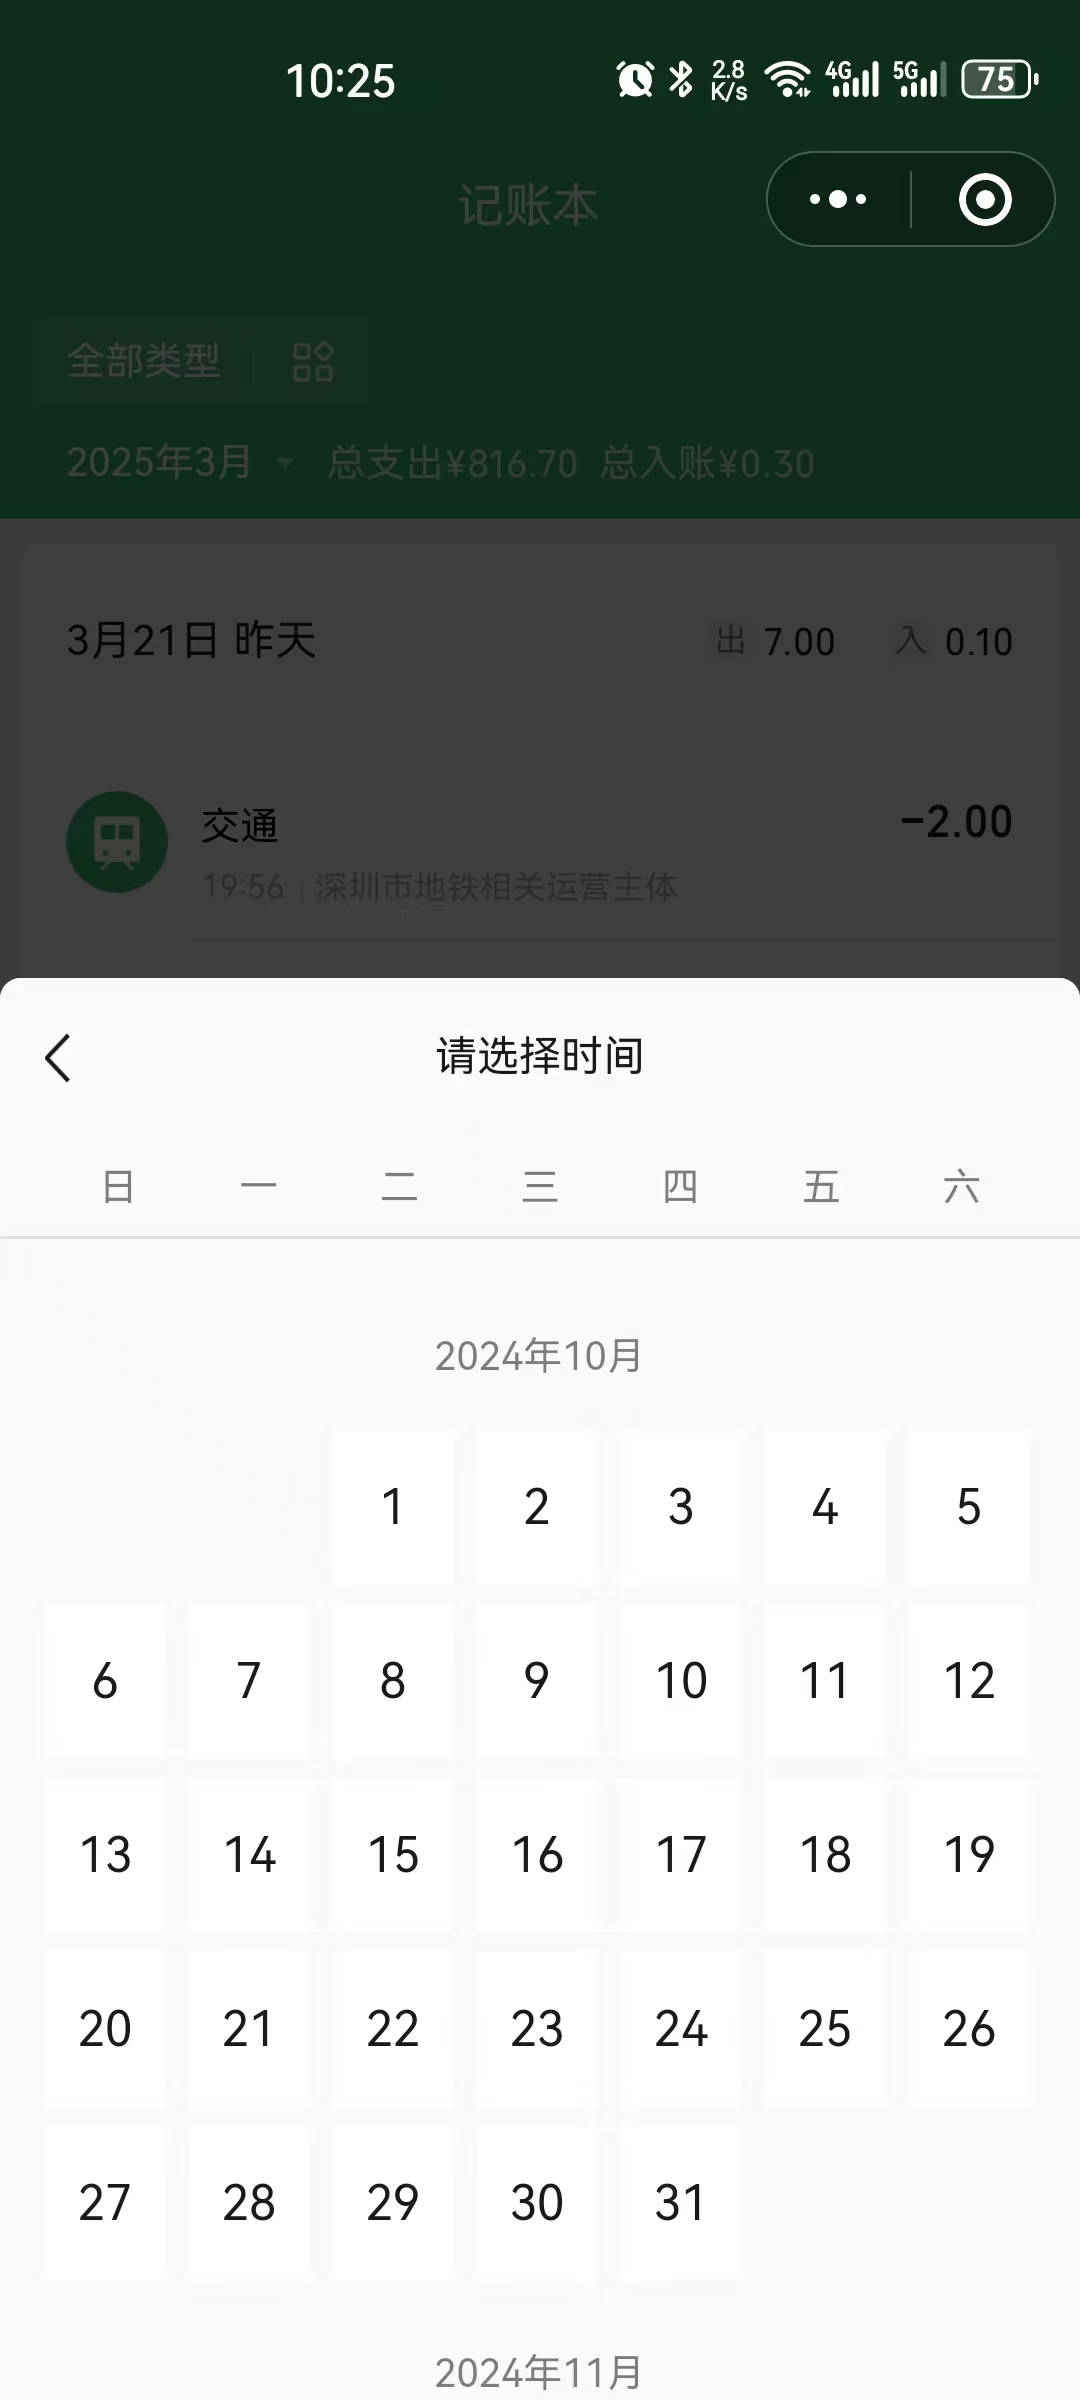 10:25 2.8 K/s 4G 5G 75
记账本
全部类型
2025年3月 总支出¥816.70 总入账¥0.30
3月21日 昨天 出 7.00 入 0.10
交通 -2.00
19:56 | 深圳市地铁相关运营主体
请选择时间
日 一 二 三 四 五 六
2024年10月
1 2 3 4 5
6 7 8 9 10 11 12
13 14 15 16 17 18 19
20 21 22 23 24 25 26
27 28 29 30 31
2024年11月